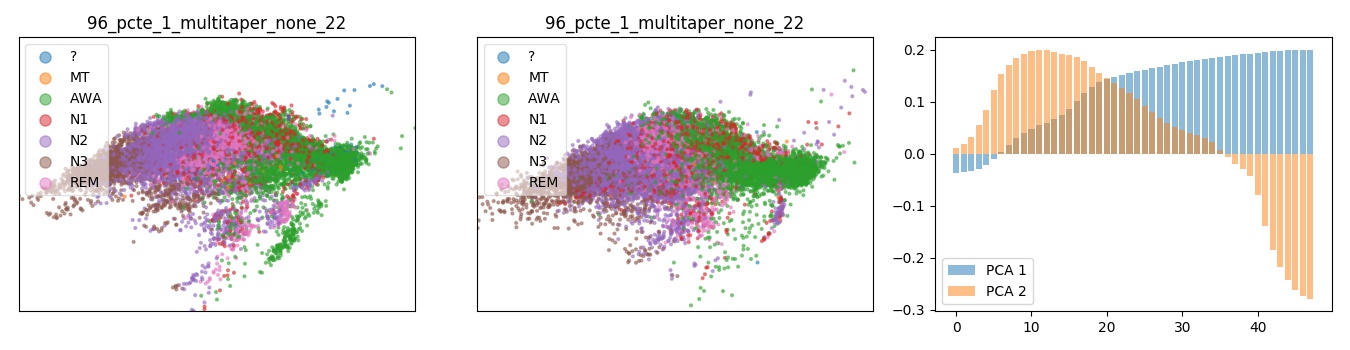 96_pcte_1_multitaper_none_22
?
MT
AWA
N1
N2
N3
REM
96_pcte_1_multitaper_none_22
?
MT
AWA
N1
N2
N3
REM
0.2
0.1
0.0
−0.1
−0.2
−0.3
PCA 1
PCA 2
0 10 20 30 40